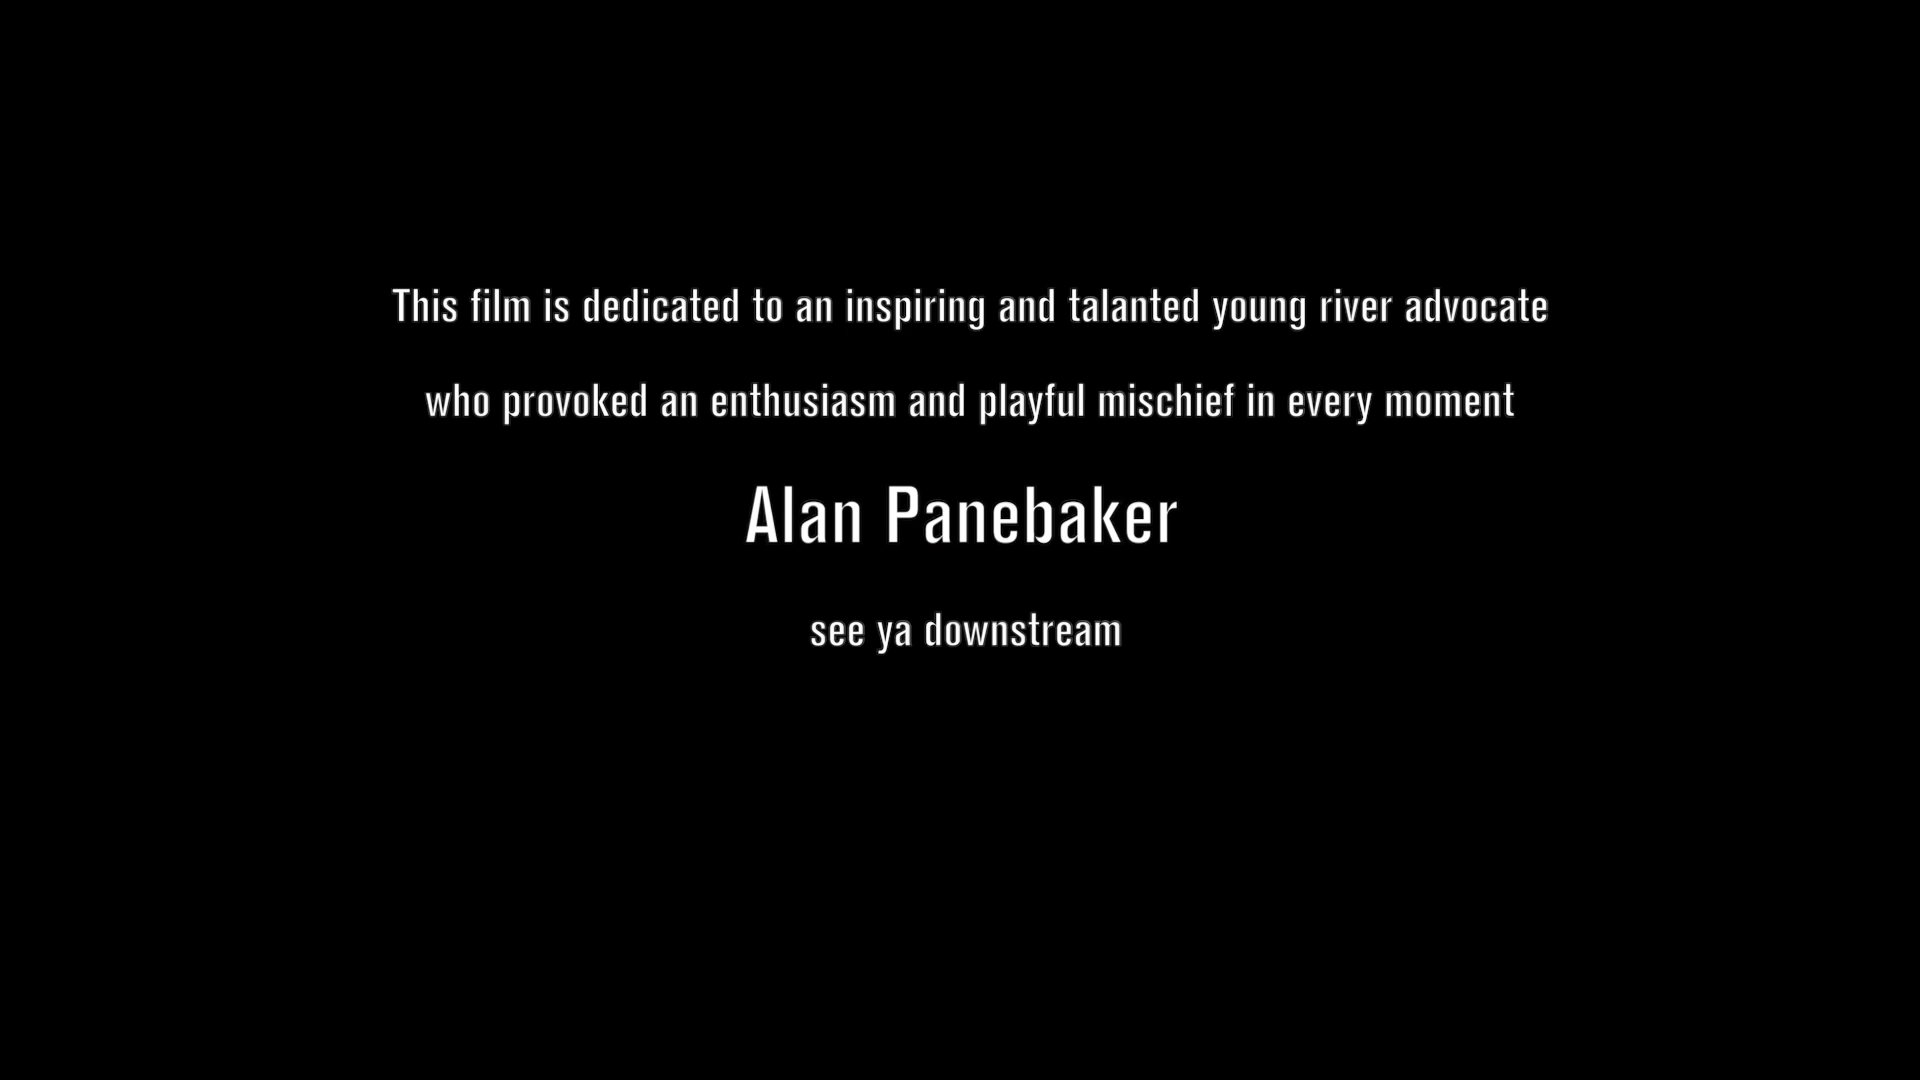 This film is dedicated to an inspiring and talanted young river advocate
who provoked an enthusiasm and playful mischief in every moment
Alan Panebaker
see ya downstream